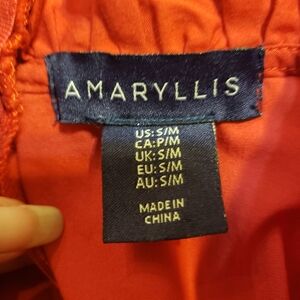 AMARYLLIS
US: S/M
CA: P/M
UK: S/M
EU: S/M
AU: S/M
MADE IN
CHINA